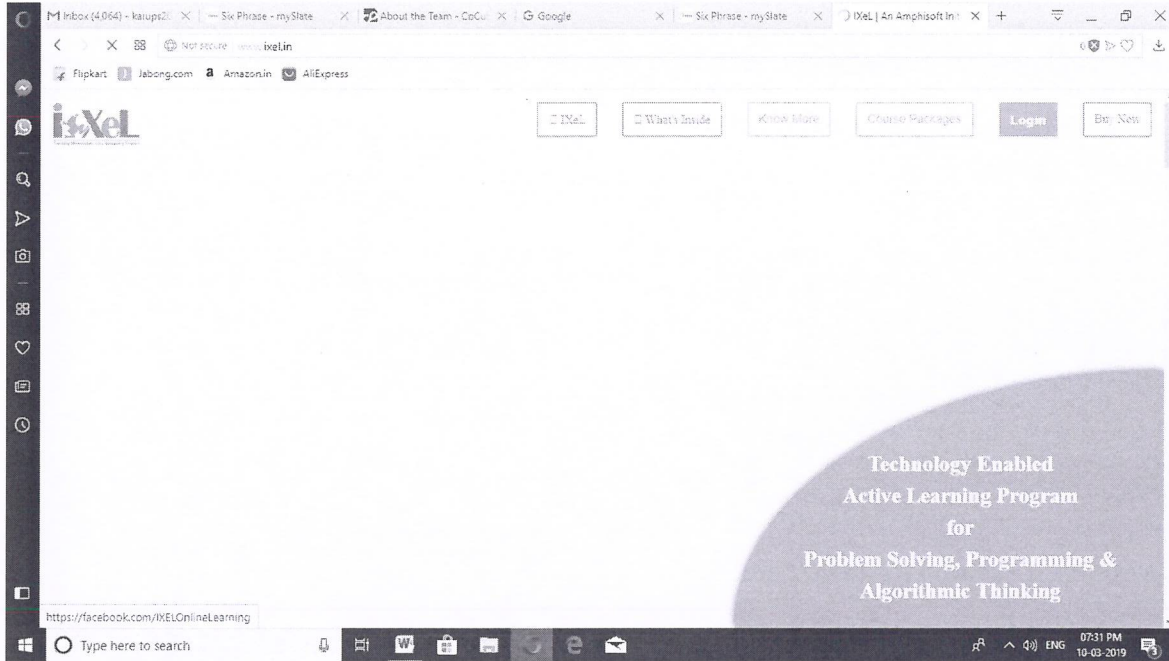 Inbox (4,064) - kaiups2
Six Phrase - mySlate
About the Team - CoCu
Google
Six Phrase - mySlate
IXeL | An Amphisoft In
Not secure www.ixel.in
Flipkart
Jabong.com
Amazon.in
AliExpress
IXeL
What's Inside
Know More
Course Packages
Login
Buy Now
Technology Enabled
Active Learning Program
for
Problem Solving, Programming &
Algorithmic Thinking
https://facebook.com/IXELOnlineLearning
Type here to search
ENG
07:31 PM
10-03-2019